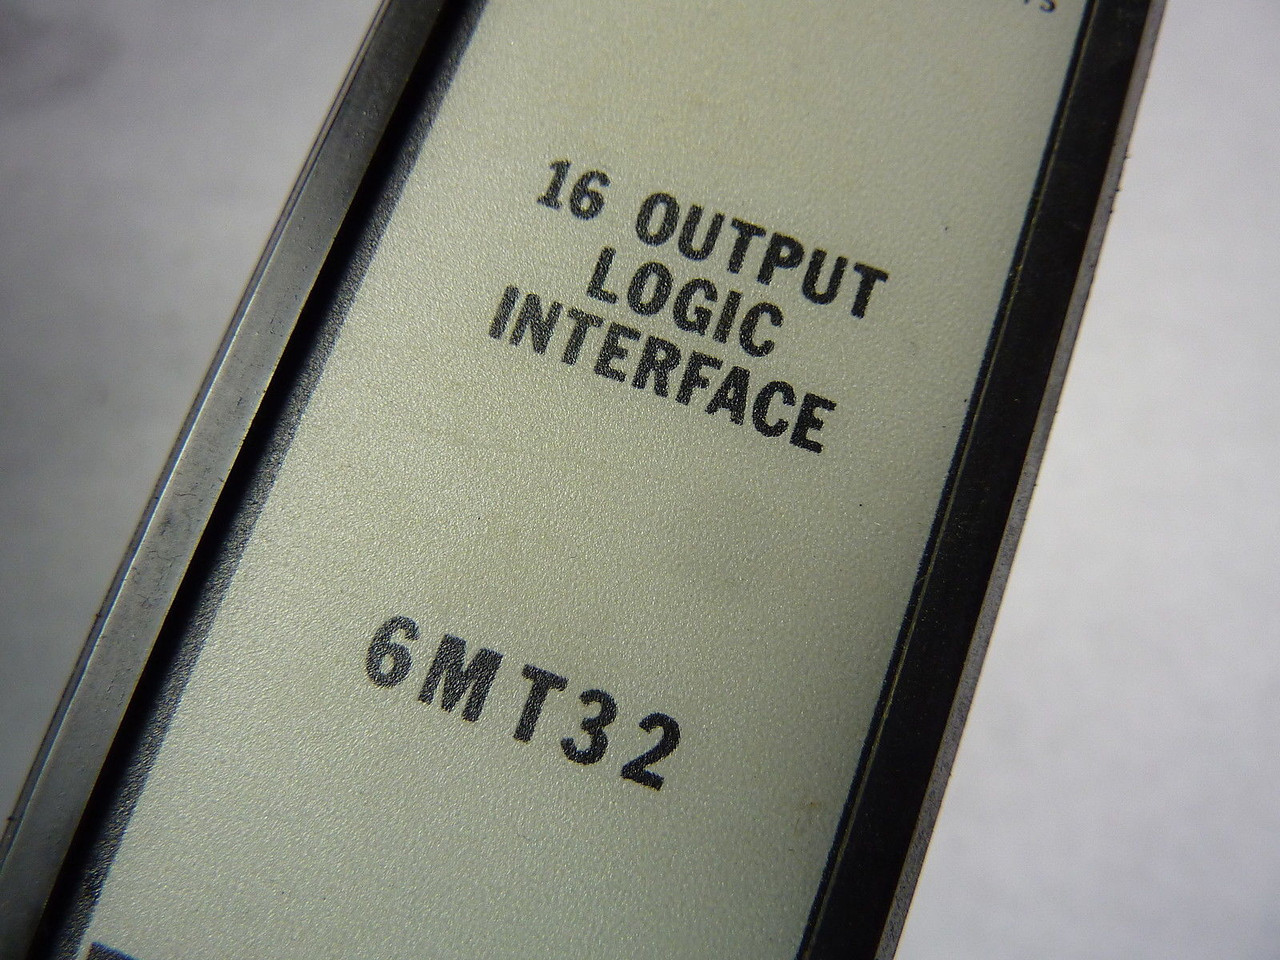 16 OUTPUT
LOGIC
INTERFACE
6MT32